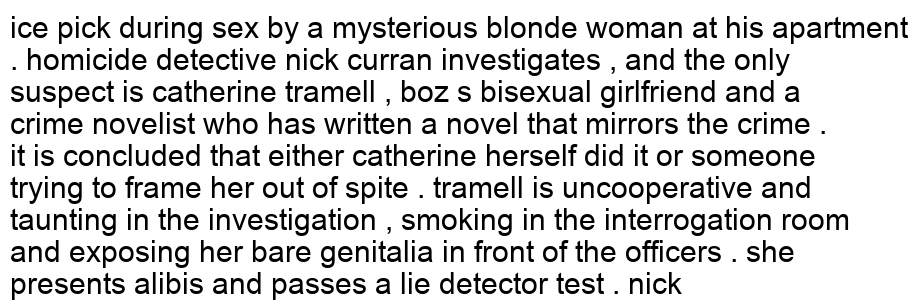 ice pick during sex by a mysterious blonde woman at his apartment
. homicide detective nick curran investigates , and the only
suspect is catherine tramell , boz s bisexual girlfriend and a
crime novelist who has written a novel that mirrors the crime .
it is concluded that either catherine herself did it or someone
trying to frame her out of spite . tramell is uncooperative and
taunting in the investigation , smoking in the interrogation room
and exposing her bare genitalia in front of the officers . she
presents alibis and passes a lie detector test . nick